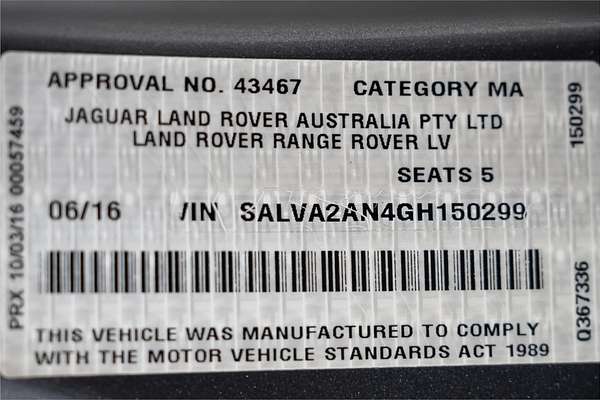 APPROVAL NO. 43467 CATEGORY MA
JAGUAR LAND ROVER AUSTRALIA PTY LTD
LAND ROVER RANGE ROVER LV
SEATS 5
06/16 /IN SALVA2AN4GH150299
THIS VEHICLE WAS MANUFACTURED TO COMPLY
WITH THE MOTOR VEHICLE STANDARDS ACT 1989
PRX 10/03/16 00057459
150299
0367336